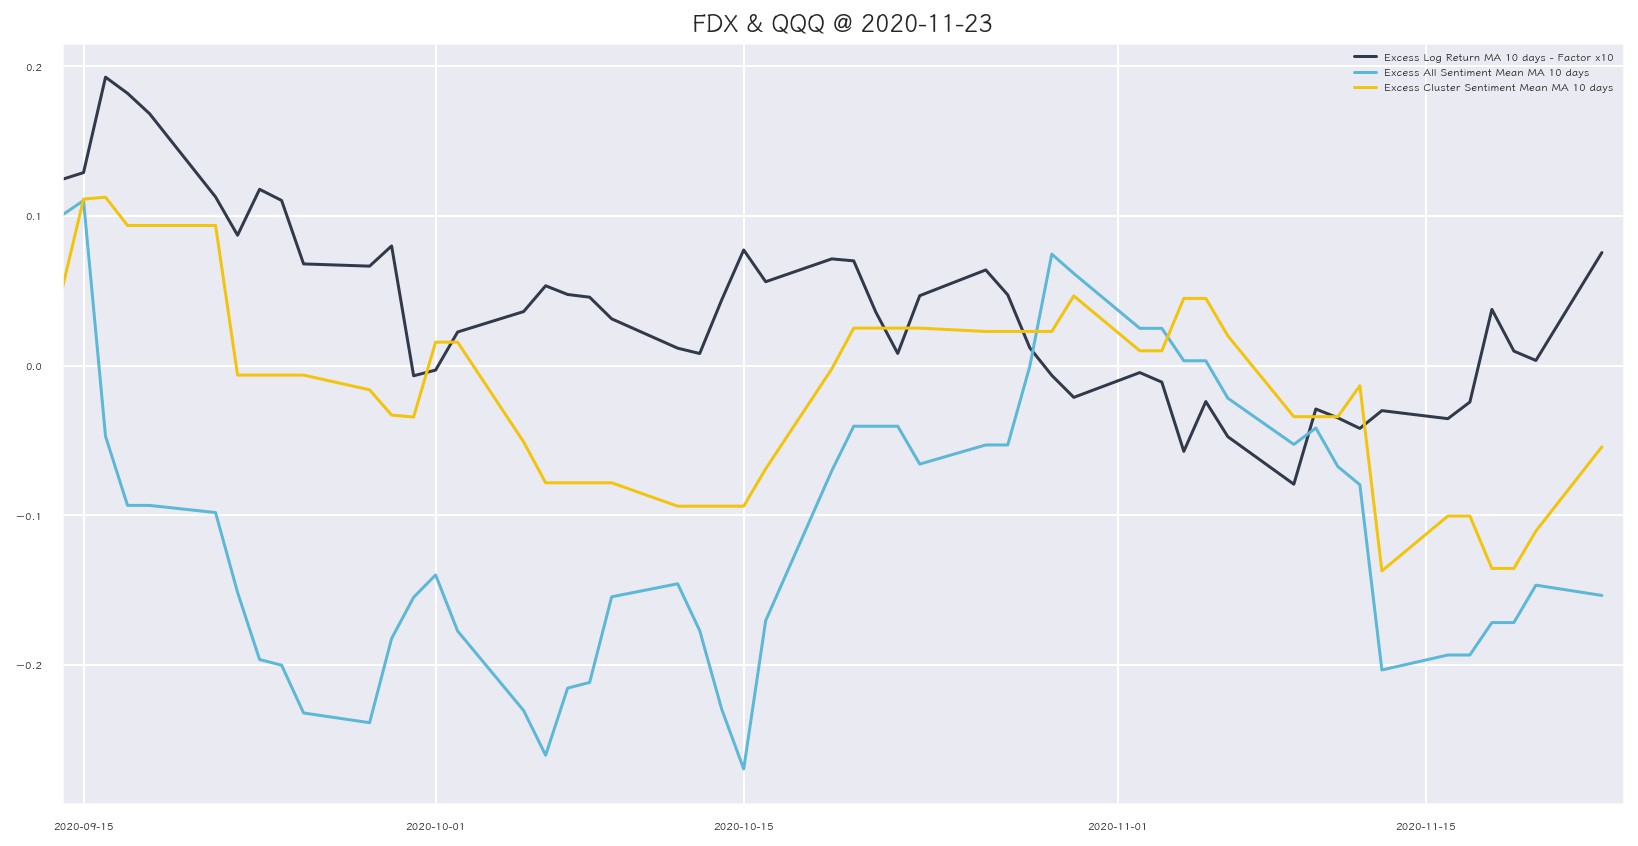 FDX & QQQ @ 2020-11-23
Excess Log Return MA 10 days - Factor x10
Excess All Sentiment Mean MA 10 days
Excess Cluster Sentiment Mean MA 10 days
0.2
0.1
0.0
−0.1
−0.2
2020-09-15 2020-10-01 2020-10-15 2020-11-01 2020-11-15